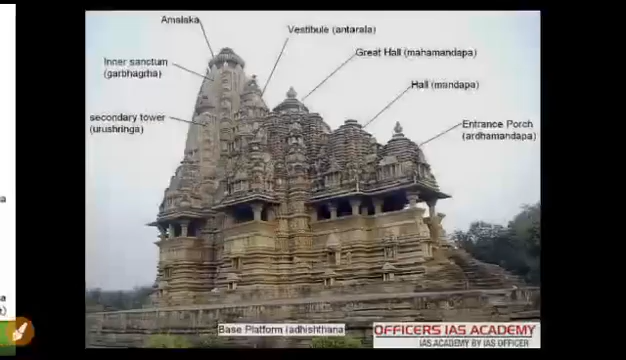 Amalaka
Vestibule (antarala)
Great Hall (mahamandapa)
Inner sanctum
(garbhagrha)
Hall (mandapa)
secondary tower
(urushringa)
Entrance Porch
(ardhamandapa)
Base Platform (adhishthana
OFFICERS IAS ACADEMY
IAS ACADEMY BY IAS OFFICER